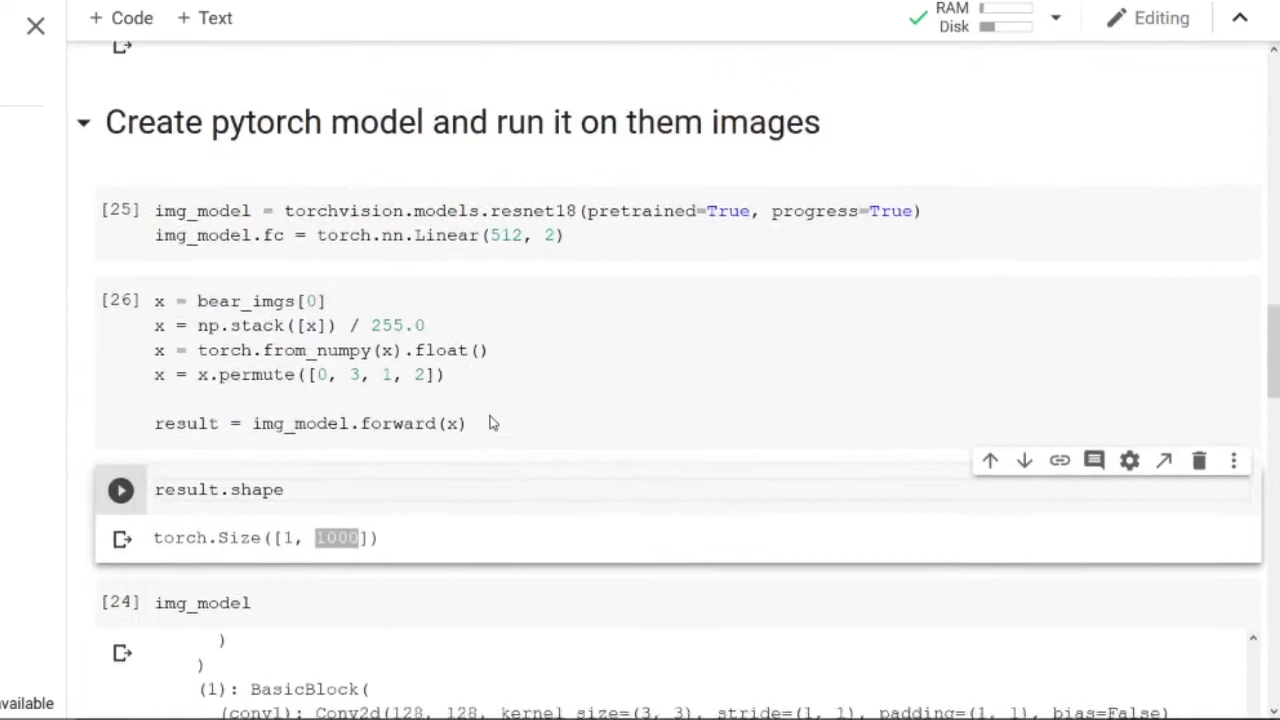 + Code + Text
RAM
Disk
Editing
Create pytorch model and run it on them images
[25] img_model = torchvision.models.resnet18(pretrained=True, progress=True)
img_model.fc = torch.nn.Linear(512, 2)
[26] x = bear_imgs[0]
x = np.stack([x]) / 255.0
x = torch.from_numpy(x).float()
x = x.permute([0, 3, 1, 2])
result = img_model.forward(x)
result.shape
torch.Size([1, 1000])
[24] img_model
)
)
(1): BasicBlock(
(conv1): Conv2d(128, 128, kernel_size=(3, 3), stride=(1, 1), padding=(1, 1), bias=False)
vailable